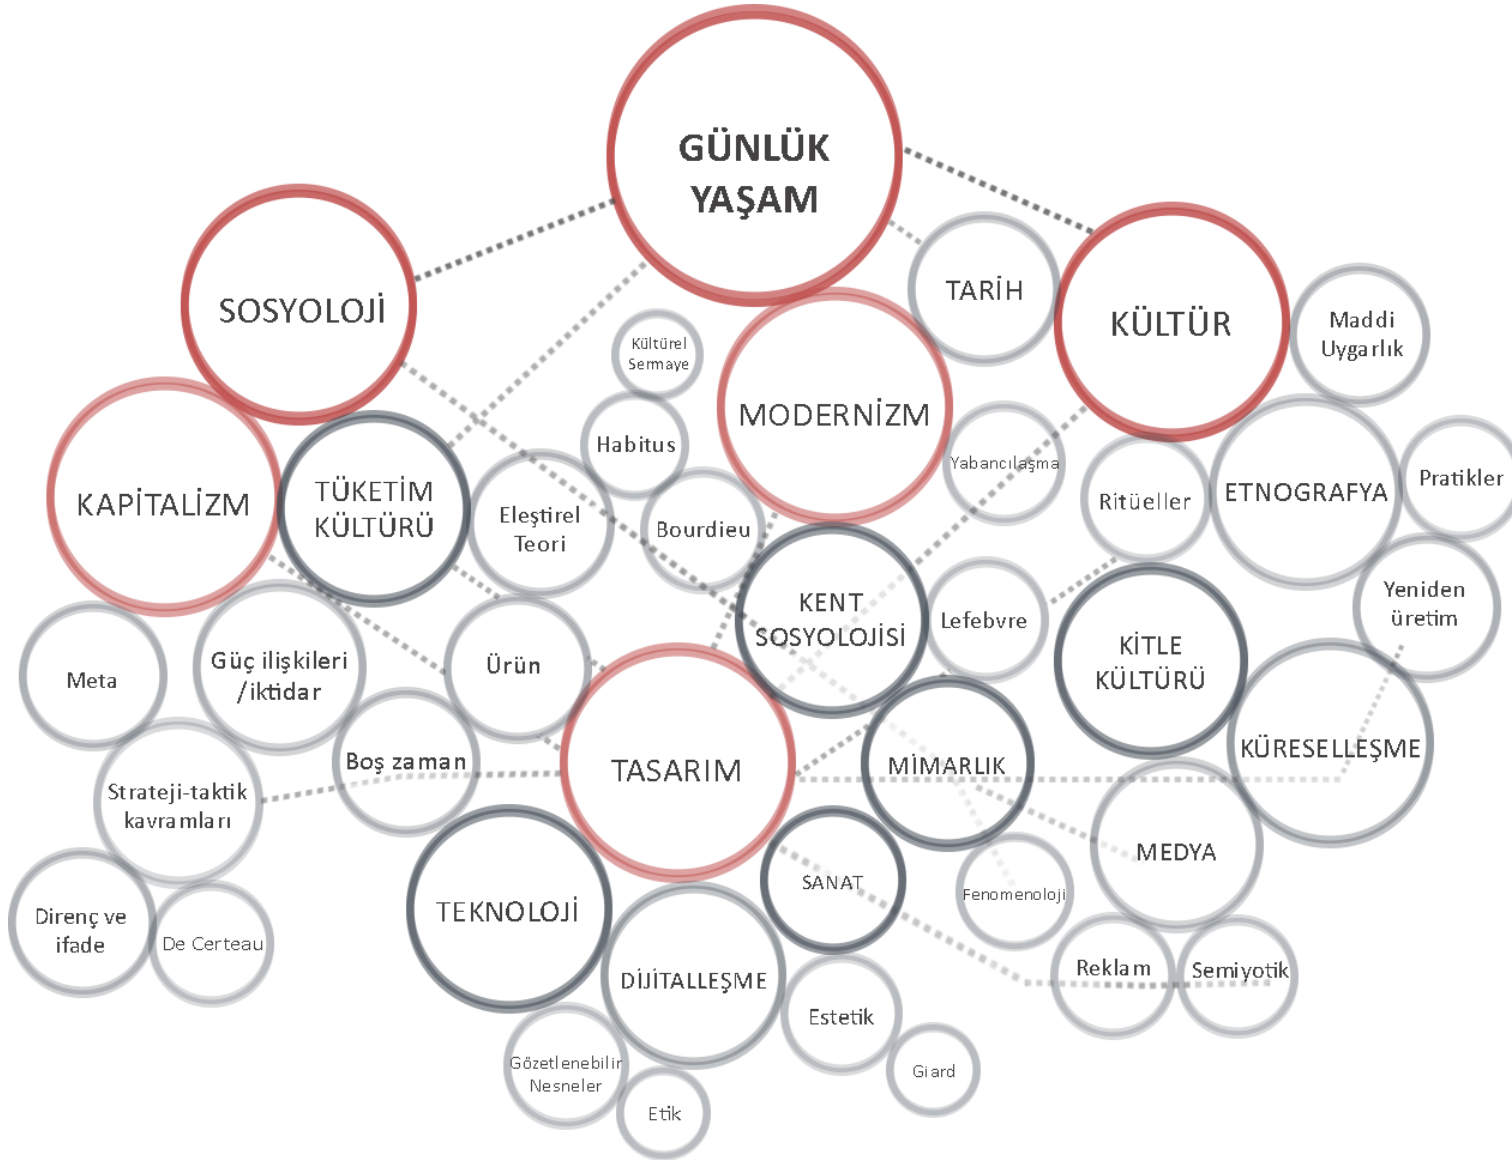 GÜNLÜK
YAŞAM
SOSYOLOJİ
TARİH
KÜLTÜR
Maddi
Uygarlık
Kültürel
Sermaye
MODERNİZM
Habitus
Yabancılaşma
KAPİTALİZM
TÜKETİM
KÜLTÜRÜ
Eleştirel
Teori
Bourdieu
Ritüeller
ETNOGRAFYA
Pratikler
KENT
SOSYOLOJİSİ
Lefebvre
Yeniden
üretim
KİTLE
KÜLTÜRÜ
Meta
Güç ilişkileri
/iktidar
Ürün
KÜRESELLEŞME
Boş zaman
TASARIM
MİMARLIK
Strateji-taktik
kavramları
MEDYA
SANAT
Fenomenoloji
TEKNOLOJİ
Direnç ve
ifade
De Certeau
DİJİTALLEŞME
Reklam
Semiyotik
Estetik
Gözetlenebilir
Nesneler
Giard
Etik